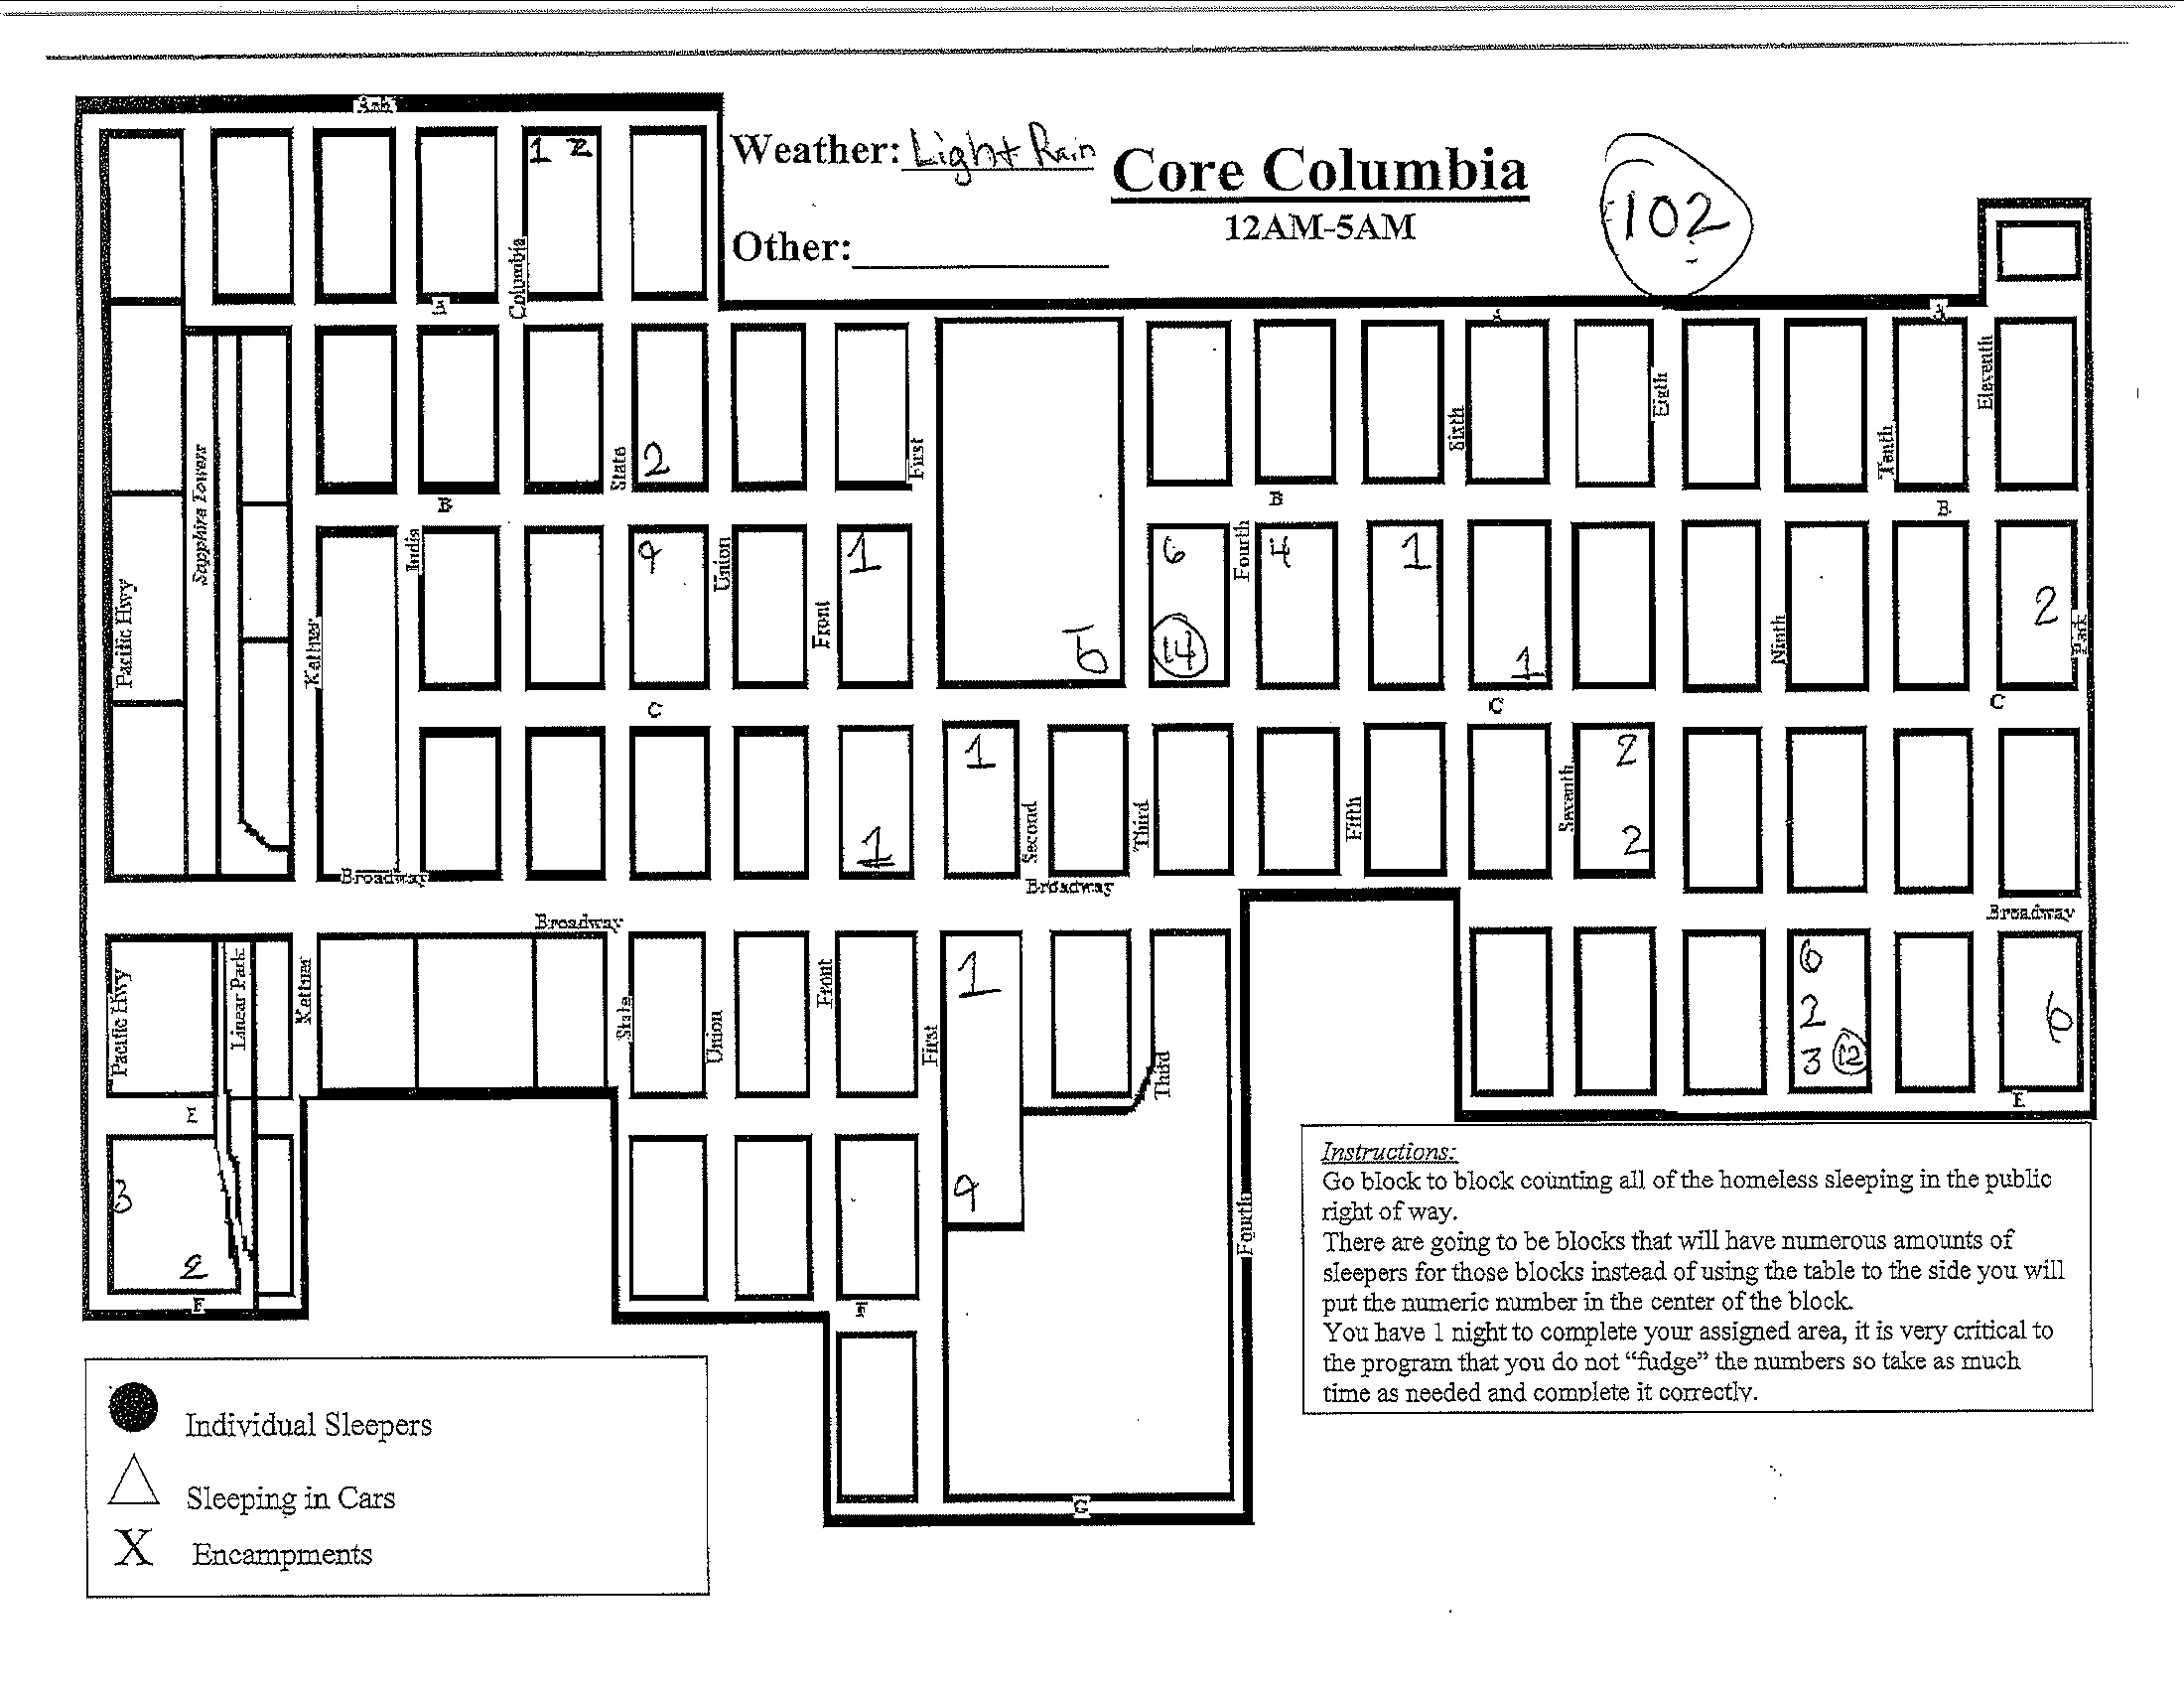 Ash
1 2
Weather: Light Rain
Core Columbia
102
12AM-5AM
Other:
Columbia
A
A
Sapphire Tower
State
2
First
Sixth
Eigth
Tenth
Eleventh
B
B
B
Pacific Hwy
Kettner
India
9
Union
Front
1
6
14
Fourth
4
1
1
Ninth
2
Park
C
C
C
1
1
Second
Third
Fifth
Seventh
2
2
Broadway
Broadway
Broadway
Broadway
Pacific Hwy
Linear Park
Kettner
State
Union
Front
First
1
9
Third
Fourth
6
2
3 12
6
E
E
3
2
F
F
G
Instructions:
Go block to block counting all of the homeless sleeping in the public
right of way.
There are going to be blocks that will have numerous amounts of
sleepers for those blocks instead of using the table to the side you will
put the numeric number in the center of the block.
You have 1 night to complete your assigned area, it is very critical to
the program that you do not “fudge” the numbers so take as much
time as needed and complete it correctly.
Individual Sleepers
Sleeping in Cars
X Encampments